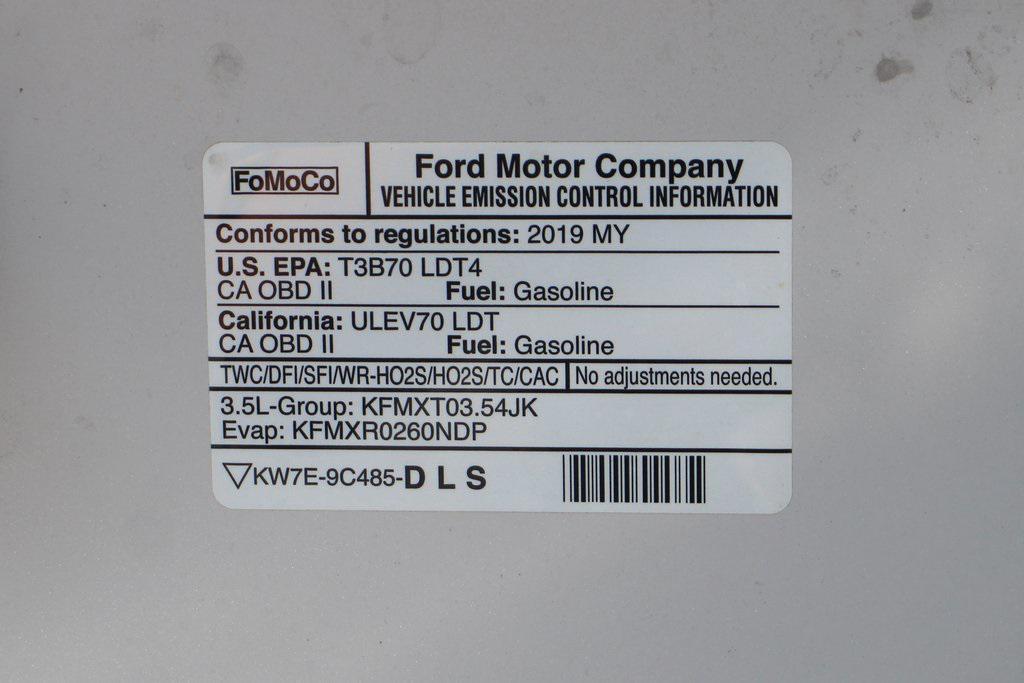 FoMoCo
Ford Motor Company
VEHICLE EMISSION CONTROL INFORMATION
Conforms to regulations: 2019 MY
U.S. EPA: T3B70 LDT4
CA OBD II Fuel: Gasoline
California: ULEV70 LDT
CA OBD II Fuel: Gasoline
TWC/DFI/SFI/WR-HO2S/HO2S/TC/CAC No adjustments needed.
3.5L-Group: KFMXT03.54JK
Evap: KFMXR0260NDP
KW7E-9C485-D L S